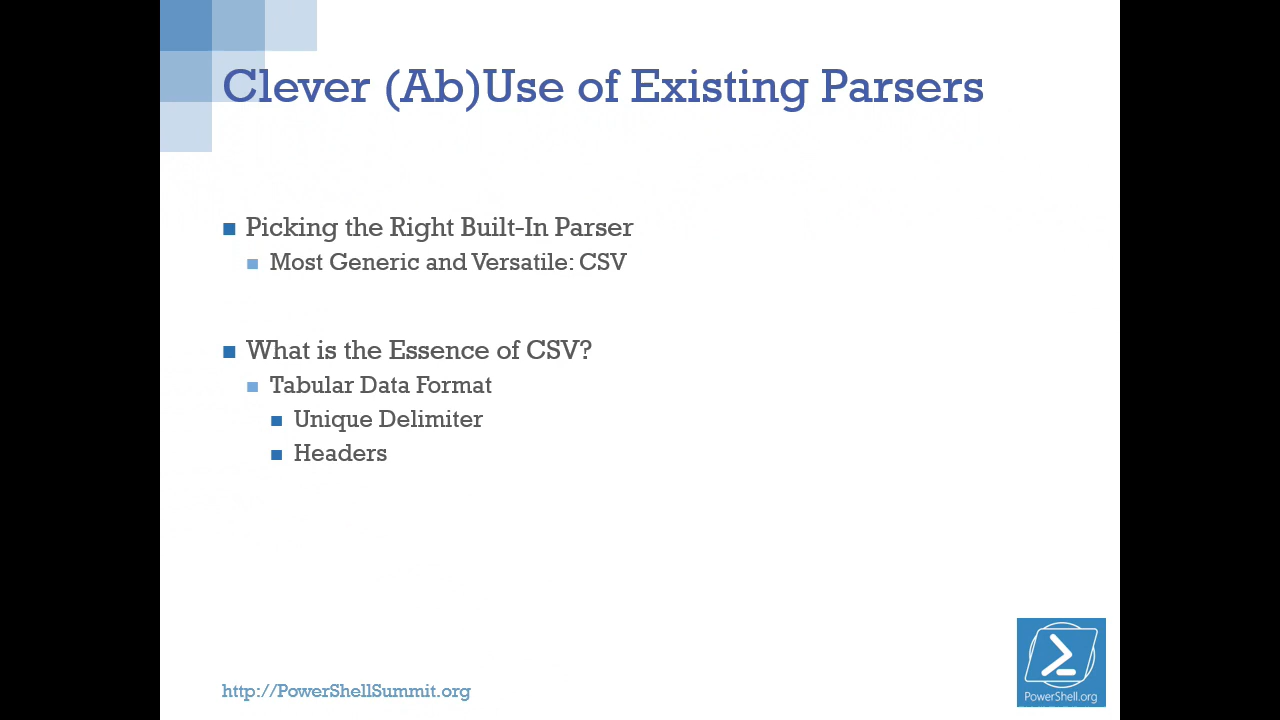 Clever (Ab)Use of Existing Parsers
Picking the Right Built-In Parser
Most Generic and Versatile: CSV
What is the Essence of CSV?
Tabular Data Format
Unique Delimiter
Headers
http://PowerShellSummit.org
PowerShell.org